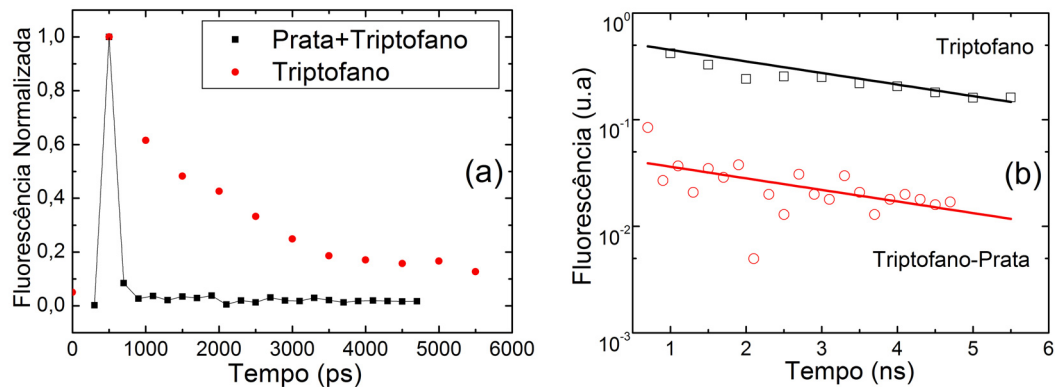 Fluorescência Normalizada
1,0
0,8
0,6
0,4
0,2
0,0
Prata+Triptofano
Triptofano
(a)
0 1000 2000 3000 4000 5000 6000
Tempo (ps)
Fluorescência (u.a)
10^0
10^-1
10^-2
10^-3
Triptofano
(b)
Triptofano-Prata
1 2 3 4 5 6
Tempo (ns)